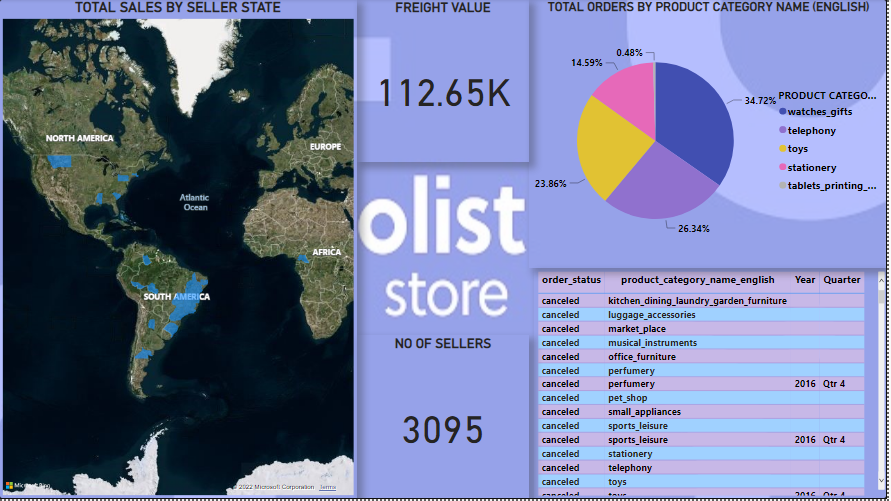 TOTAL SALES BY SELLER STATE
NORTH AMERICA
EUROPE
Atlantic
Ocean
AFRICA
SOUTH AMERICA
© 2022 Microsoft Corporation Terms
FREIGHT VALUE
112.65K
olist
store
NO OF SELLERS
3095
TOTAL ORDERS BY PRODUCT CATEGORY NAME (ENGLISH)
0.48%
14.59%
34.72%
23.86%
26.34%
PRODUCT CATEGO...
watches_gifts
telephony
toys
stationery
tablets_printing_...
order_status product_category_name_english Year Quarter
canceled kitchen_dining_laundry_garden_furniture
canceled luggage_accessories
canceled market_place
canceled musical_instruments
canceled office_furniture
canceled perfumery
canceled perfumery 2016 Qtr 4
canceled pet_shop
canceled small_appliances
canceled sports_leisure
canceled sports_leisure 2016 Qtr 4
canceled stationery
canceled telephony
canceled toys
canceled toys 2016 Qtr 4